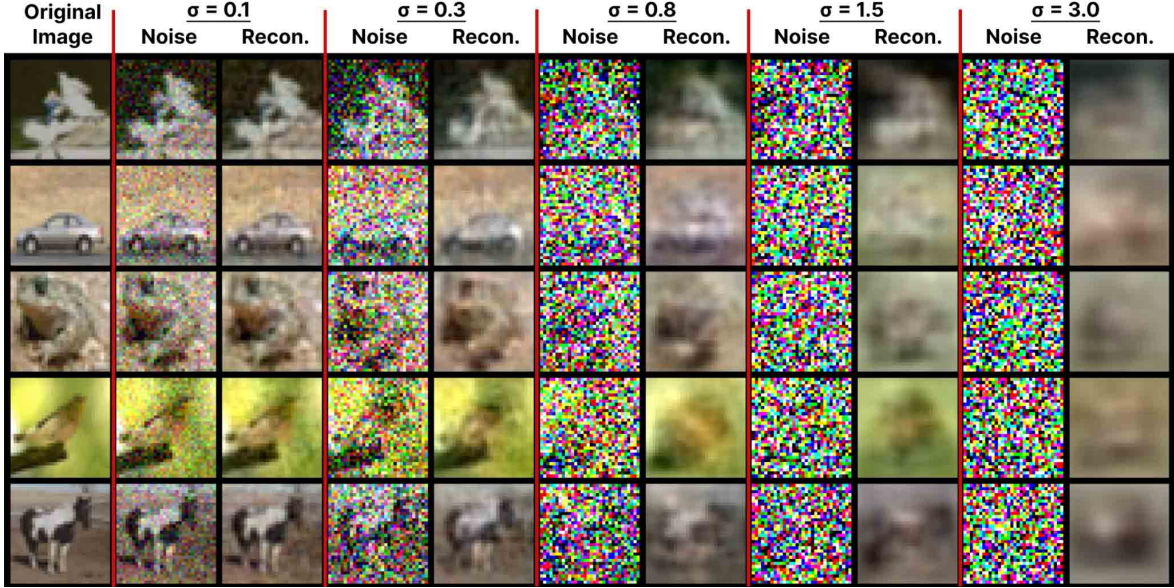 Original σ = 0.1 σ = 0.3 σ = 0.8 σ = 1.5 σ = 3.0
Image Noise Recon. Noise Recon. Noise Recon. Noise Recon. Noise Recon.